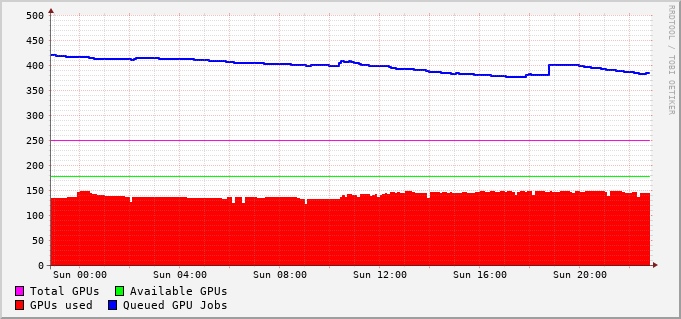 500
450
400
350
300
250
200
150
100
50
0
Sun 00:00 Sun 04:00 Sun 08:00 Sun 12:00 Sun 16:00 Sun 20:00
Total GPUs Available GPUs
GPUs used Queued GPU Jobs
RRDTOOL / TOBI OETIKER